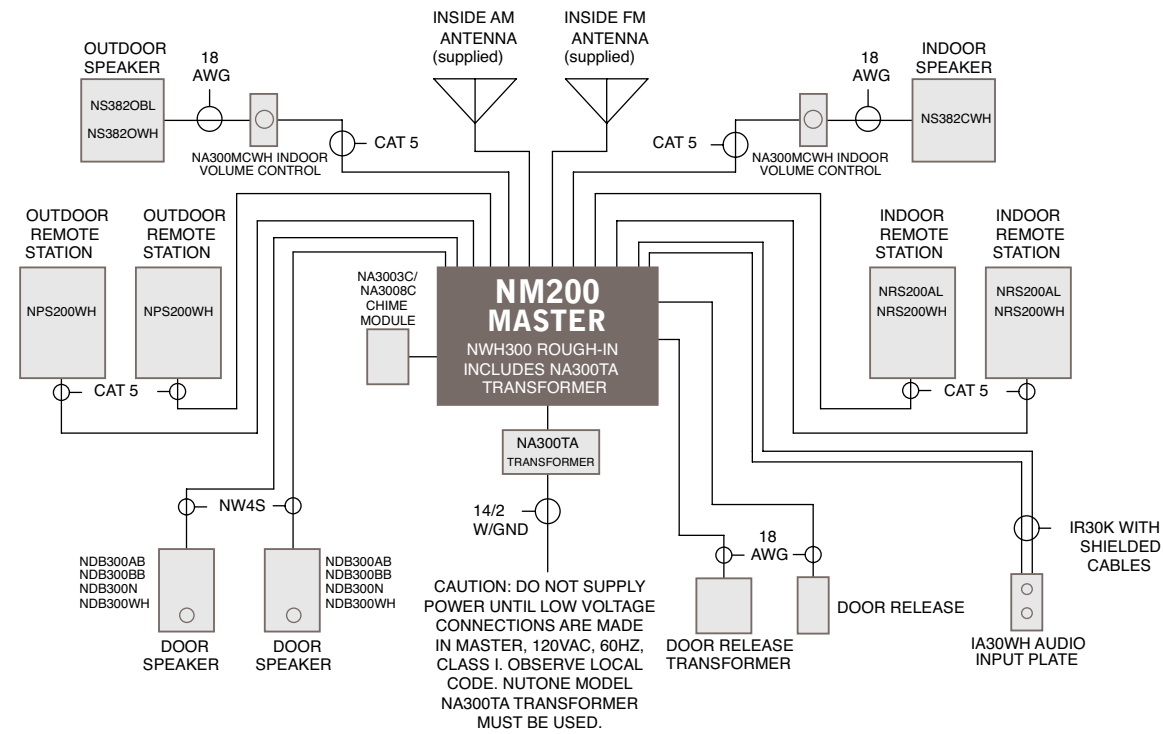 INSIDE AM
ANTENNA
(supplied)
INSIDE FM
ANTENNA
(supplied)
OUTDOOR
SPEAKER
18
AWG
NS382OBL
NS382OWH
CAT 5
NA300MCWH INDOOR
VOLUME CONTROL
18
AWG
INDOOR
SPEAKER
NS382CWH
CAT 5
NA300MCWH INDOOR
VOLUME CONTROL
OUTDOOR
REMOTE
STATION
NPS200WH
OUTDOOR
REMOTE
STATION
NPS200WH
CAT 5
NA3003C/
NA3008C
CHIME
MODULE
NM200
MASTER
NWH300 ROUGH-IN
INCLUDES NA300TA
TRANSFORMER
INDOOR
REMOTE
STATION
NRS200AL
NRS200WH
INDOOR
REMOTE
STATION
NRS200AL
NRS200WH
CAT 5
NA300TA
TRANSFORMER
14/2
W/GND
NW4S
NDB300AB
NDB300BB
NDB300N
NDB300WH
DOOR
SPEAKER
NDB300AB
NDB300BB
NDB300N
NDB300WH
DOOR
SPEAKER
CAUTION: DO NOT SUPPLY
POWER UNTIL LOW VOLTAGE
CONNECTIONS ARE MADE
IN MASTER, 120VAC, 60HZ,
CLASS I. OBSERVE LOCAL
CODE. NUTONE MODEL
NA300TA TRANSFORMER
MUST BE USED.
18
AWG
DOOR RELEASE
TRANSFORMER
DOOR RELEASE
IR30K WITH
SHIELDED
CABLES
IA30WH AUDIO
INPUT PLATE